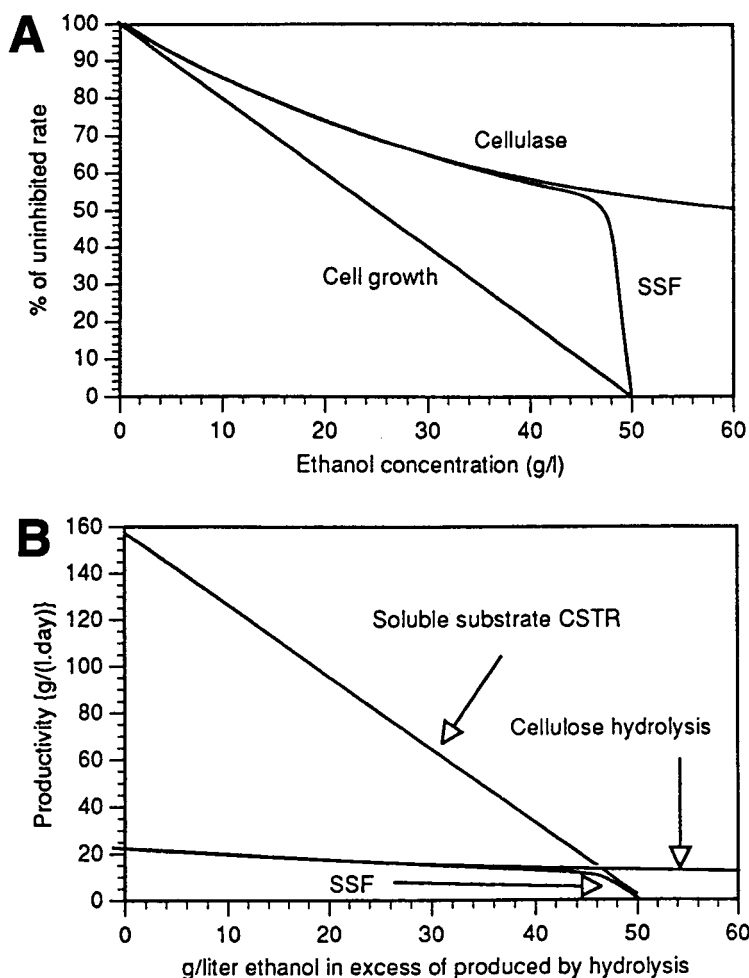 A
% of uninhibited rate
100
90
80
70
60
50
40
30
20
10
0
Cellulase
Cell growth
SSF
0 10 20 30 40 50 60
Ethanol concentration (g/l)
B
Productivity {g/(l.day)}
160
140
120
100
80
60
40
20
0
Soluble substrate CSTR
Cellulose hydrolysis
SSF
0 10 20 30 40 50 60
g/liter ethanol in excess of produced by hydrolysis